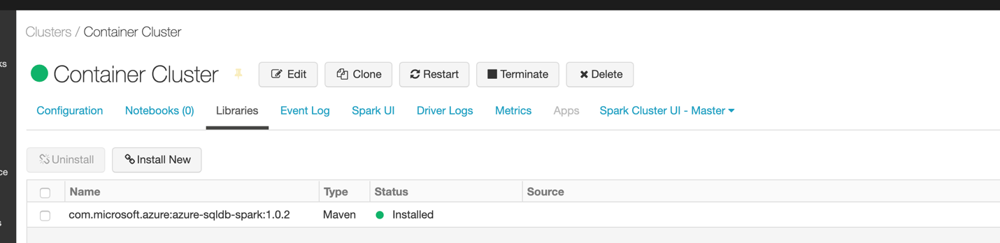 Clusters / Container Cluster
ks
Container Cluster Edit Clone Restart Terminate Delete
Configuration Notebooks (0) Libraries Event Log Spark UI Driver Logs Metrics Apps Spark Cluster UI - Master
Uninstall Install New
ce
Name Type Status Source
com.microsoft.azure:azure-sqldb-spark:1.0.2 Maven Installed
s